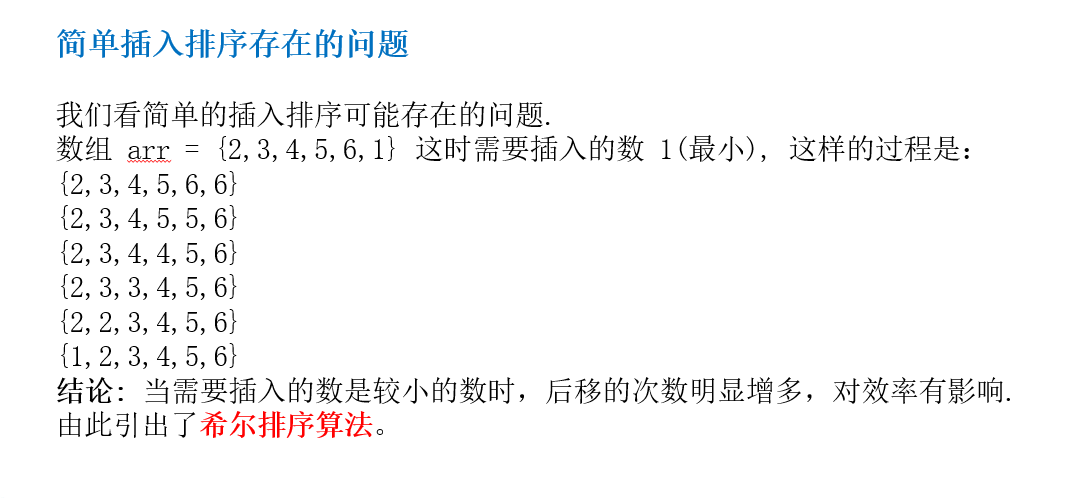 简单插入排序存在的问题
我们看简单的插入排序可能存在的问题.
数组 arr = {2,3,4,5,6,1} 这时需要插入的数 1(最小), 这样的过程是：
{2,3,4,5,6,6}
{2,3,4,5,5,6}
{2,3,4,4,5,6}
{2,3,3,4,5,6}
{2,2,3,4,5,6}
{1,2,3,4,5,6}
结论: 当需要插入的数是较小的数时，后移的次数明显增多，对效率有影响.
由此引出了希尔排序算法。